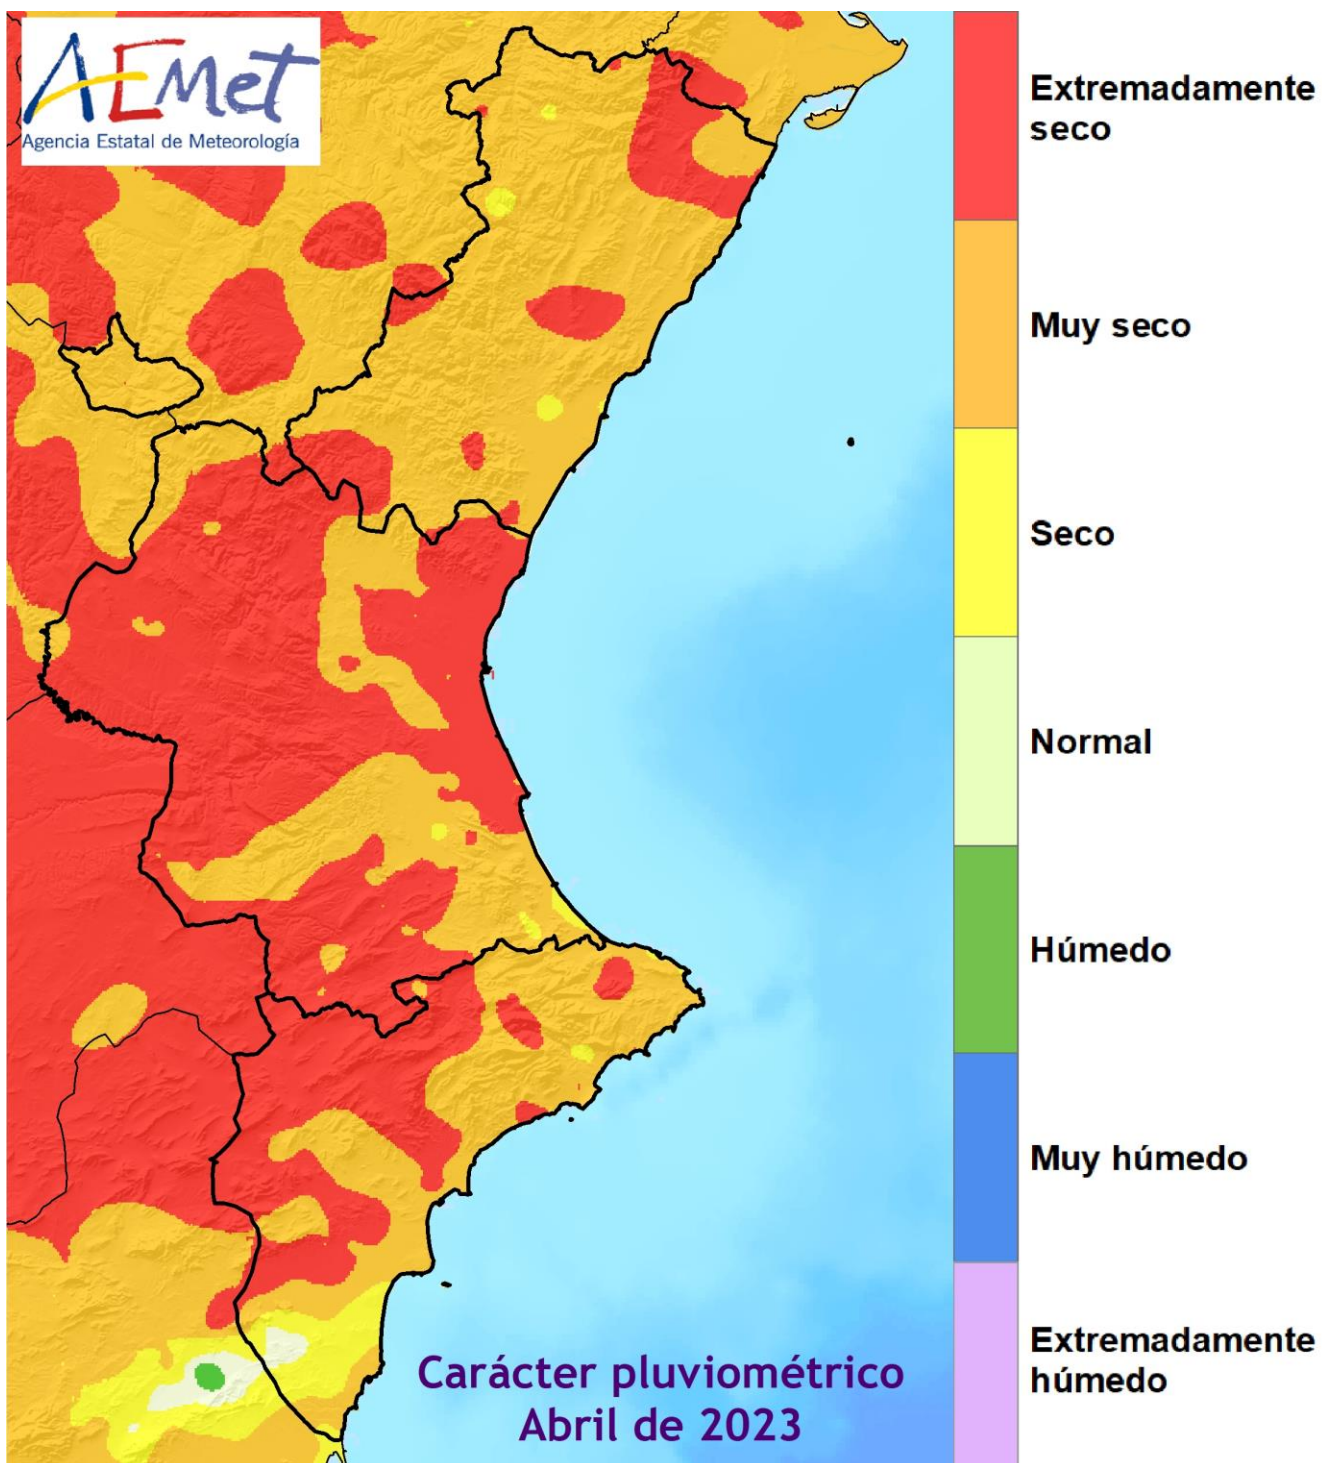 AEMet
Agencia Estatal de Meteorología
Extremadamente
seco
Muy seco
Seco
Normal
Húmedo
Muy húmedo
Extremadamente
húmedo
Carácter pluviométrico
Abril de 2023